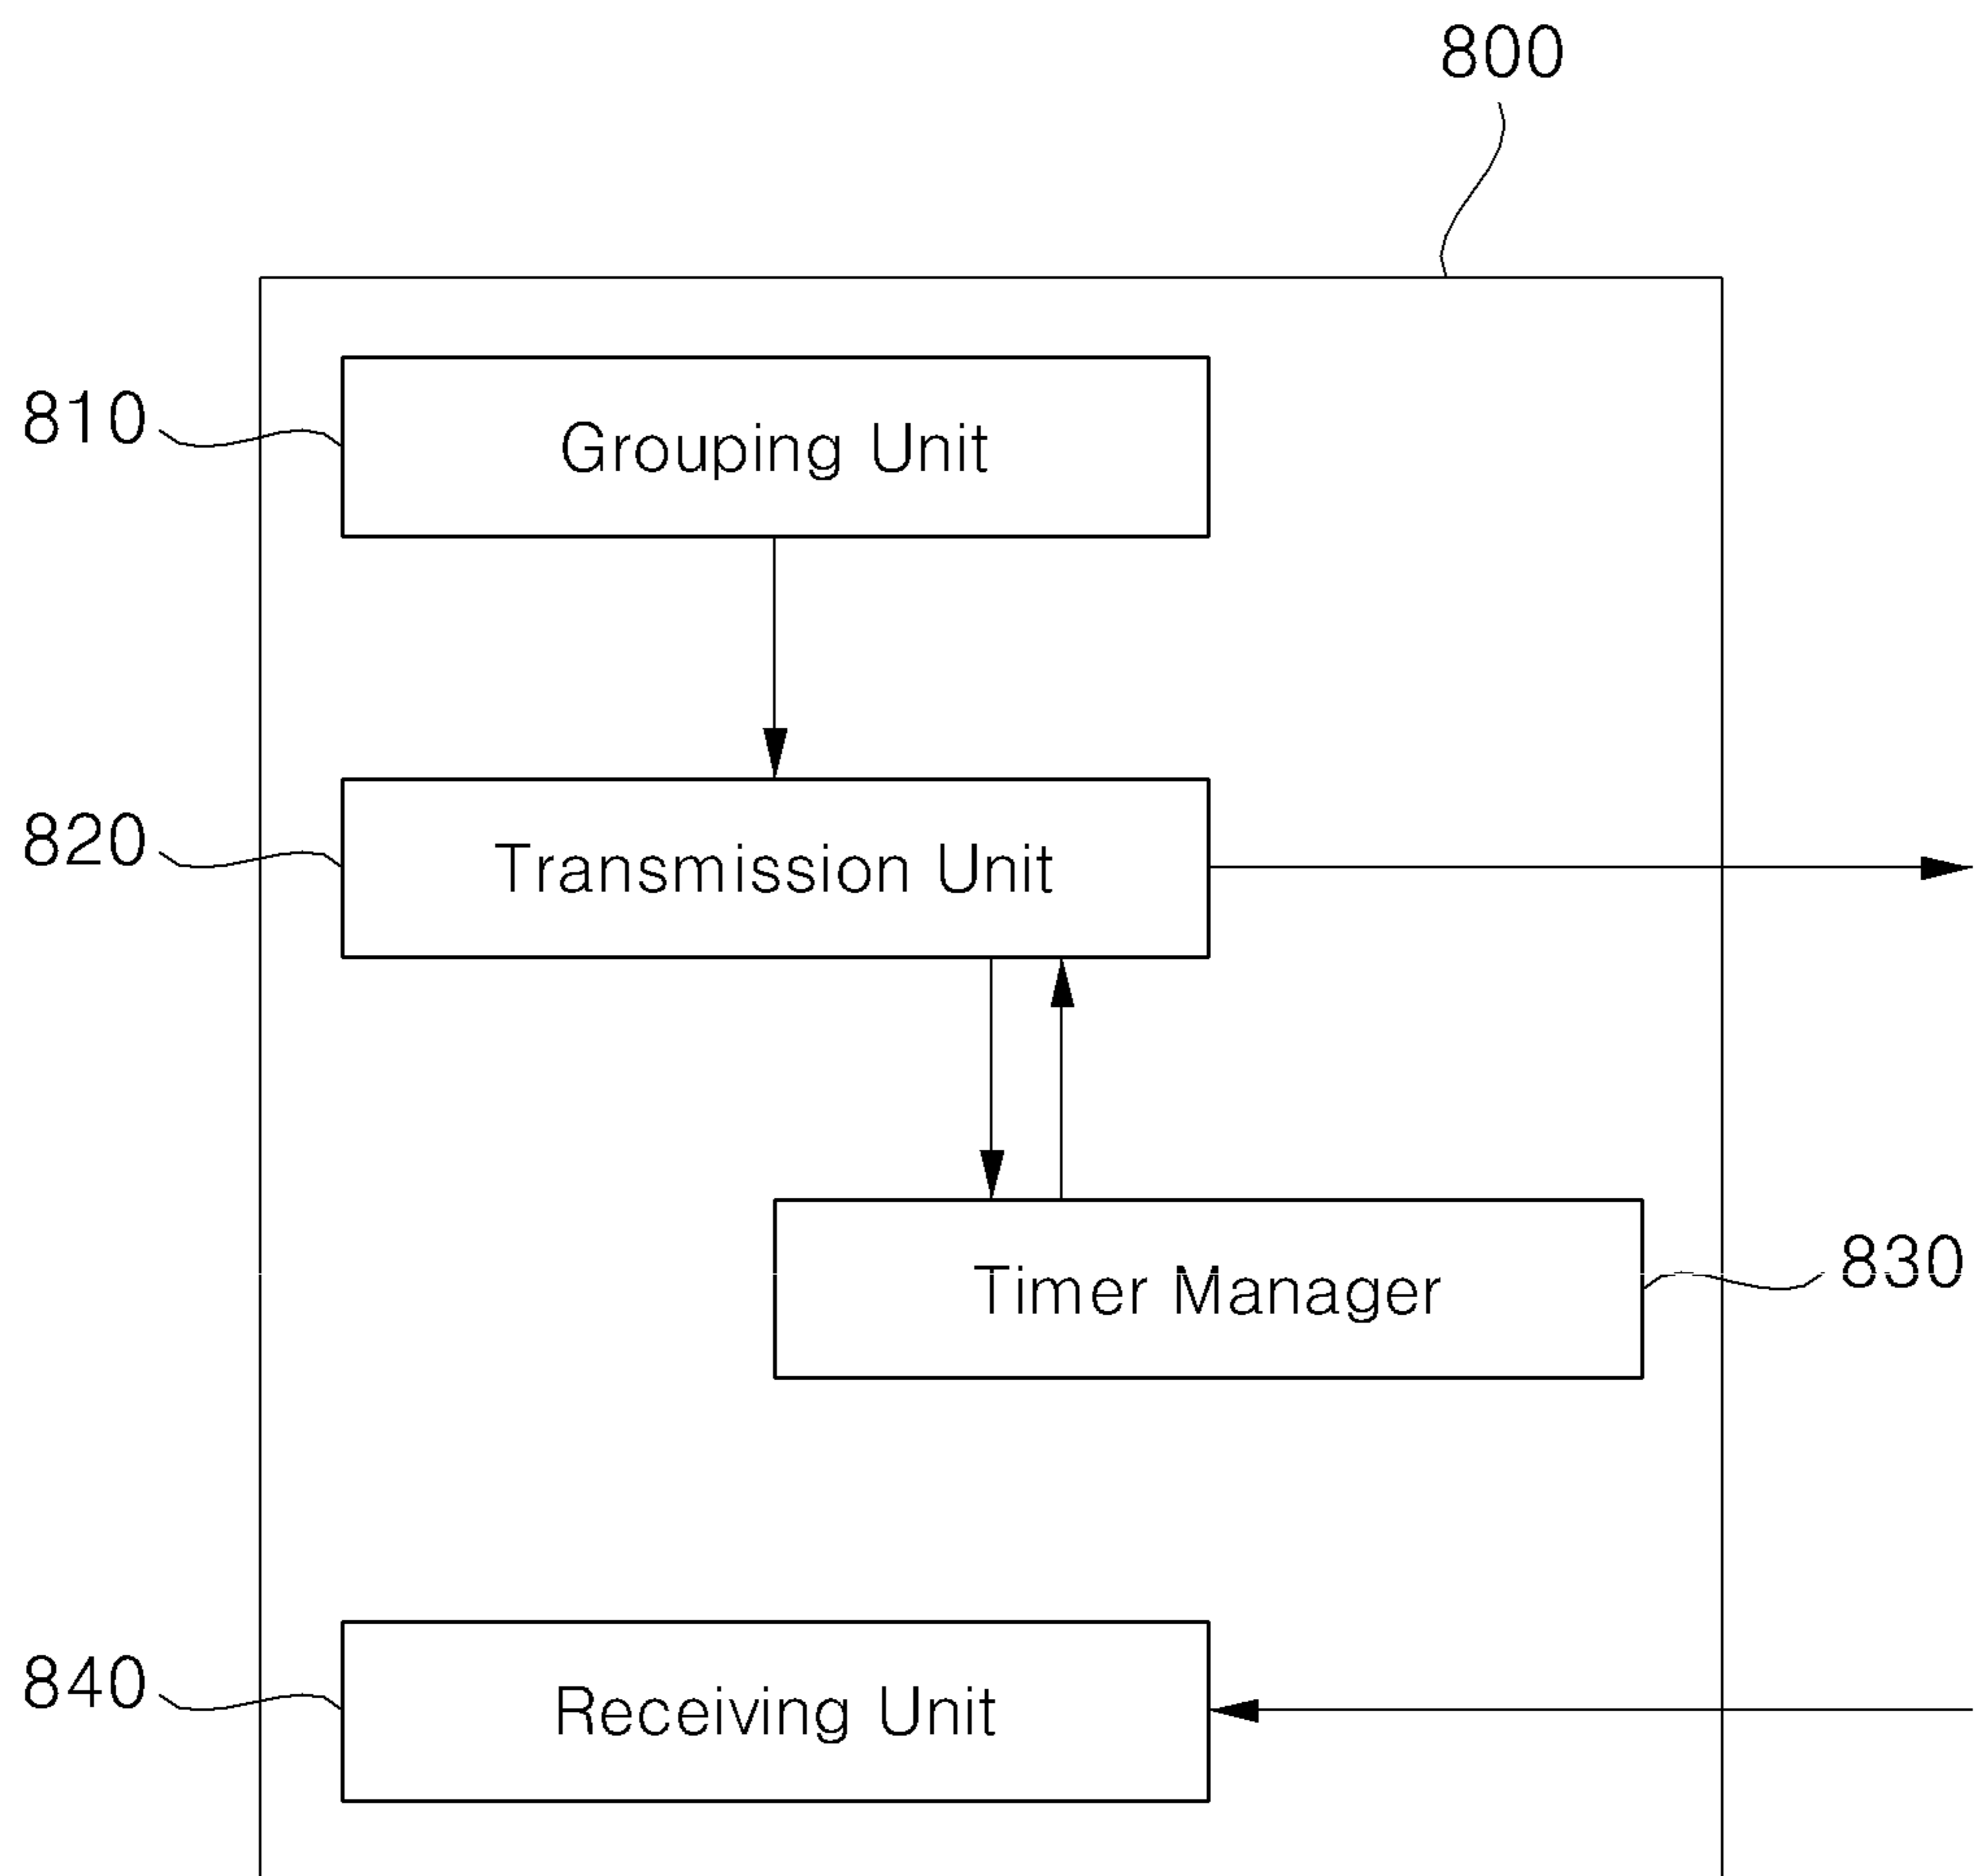 800
810
Grouping Unit
820
Transmission Unit
Timer Manager
830
840
Receiving Unit